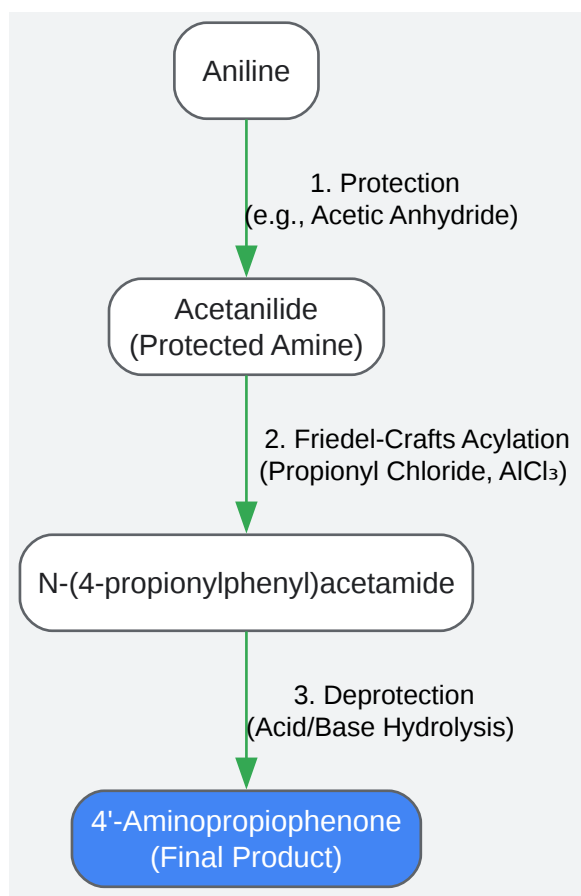 Aniline
1. Protection
(e.g., Acetic Anhydride)
Acetanilide
(Protected Amine)
2. Friedel-Crafts Acylation
(Propionyl Chloride, AlCl₃)
N-(4-propionylphenyl)acetamide
3. Deprotection
(Acid/Base Hydrolysis)
4'-Aminopropiophenone
(Final Product)